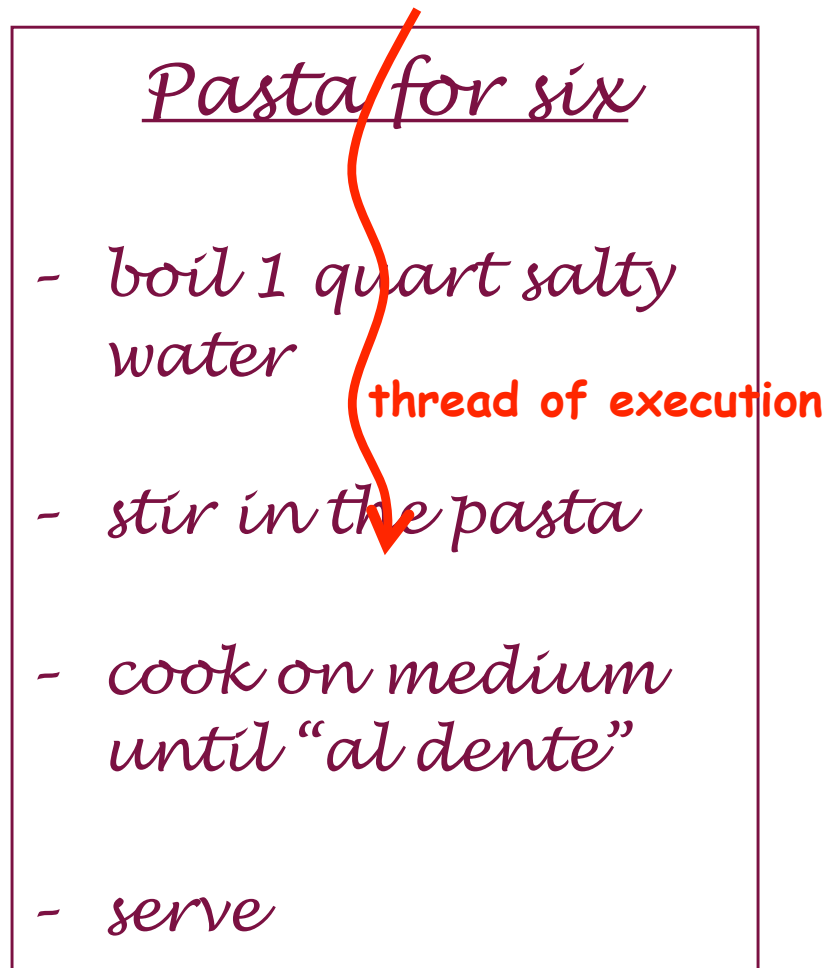 Pasta for six
- boil 1 quart salty
water
thread of execution
- stir in the pasta
- cook on medium
until “al dente”
- serve